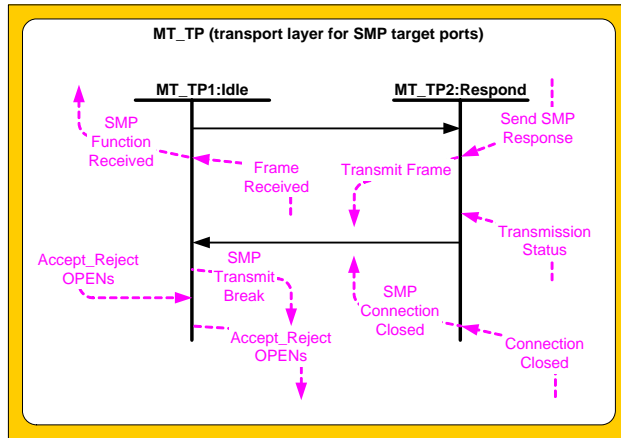 MT_TP (transport layer for SMP target ports)
MT_TP1:Idle
MT_TP2:Respond
SMP
Function
Received
Send SMP
Response
Frame
Received
Transmit Frame
Transmission
Status
Accept_Reject
OPENs
SMP
Transmit
Break
SMP
Connection
Closed
Accept_Reject
OPENs
Connection
Closed